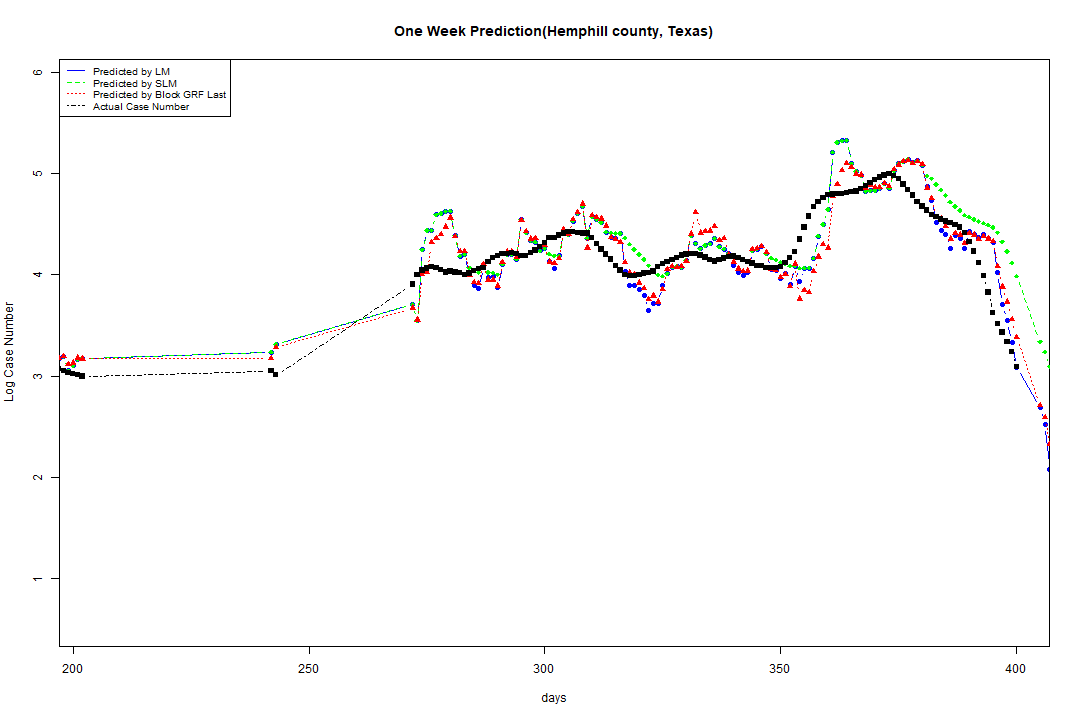 One Week Prediction(Hemphill county, Texas)
Predicted by LM
Predicted by SLM
Predicted by Block GRF Last
Actual Case Number
6
5
4
3
2
1
Log Case Number
200 250 300 350 400
days